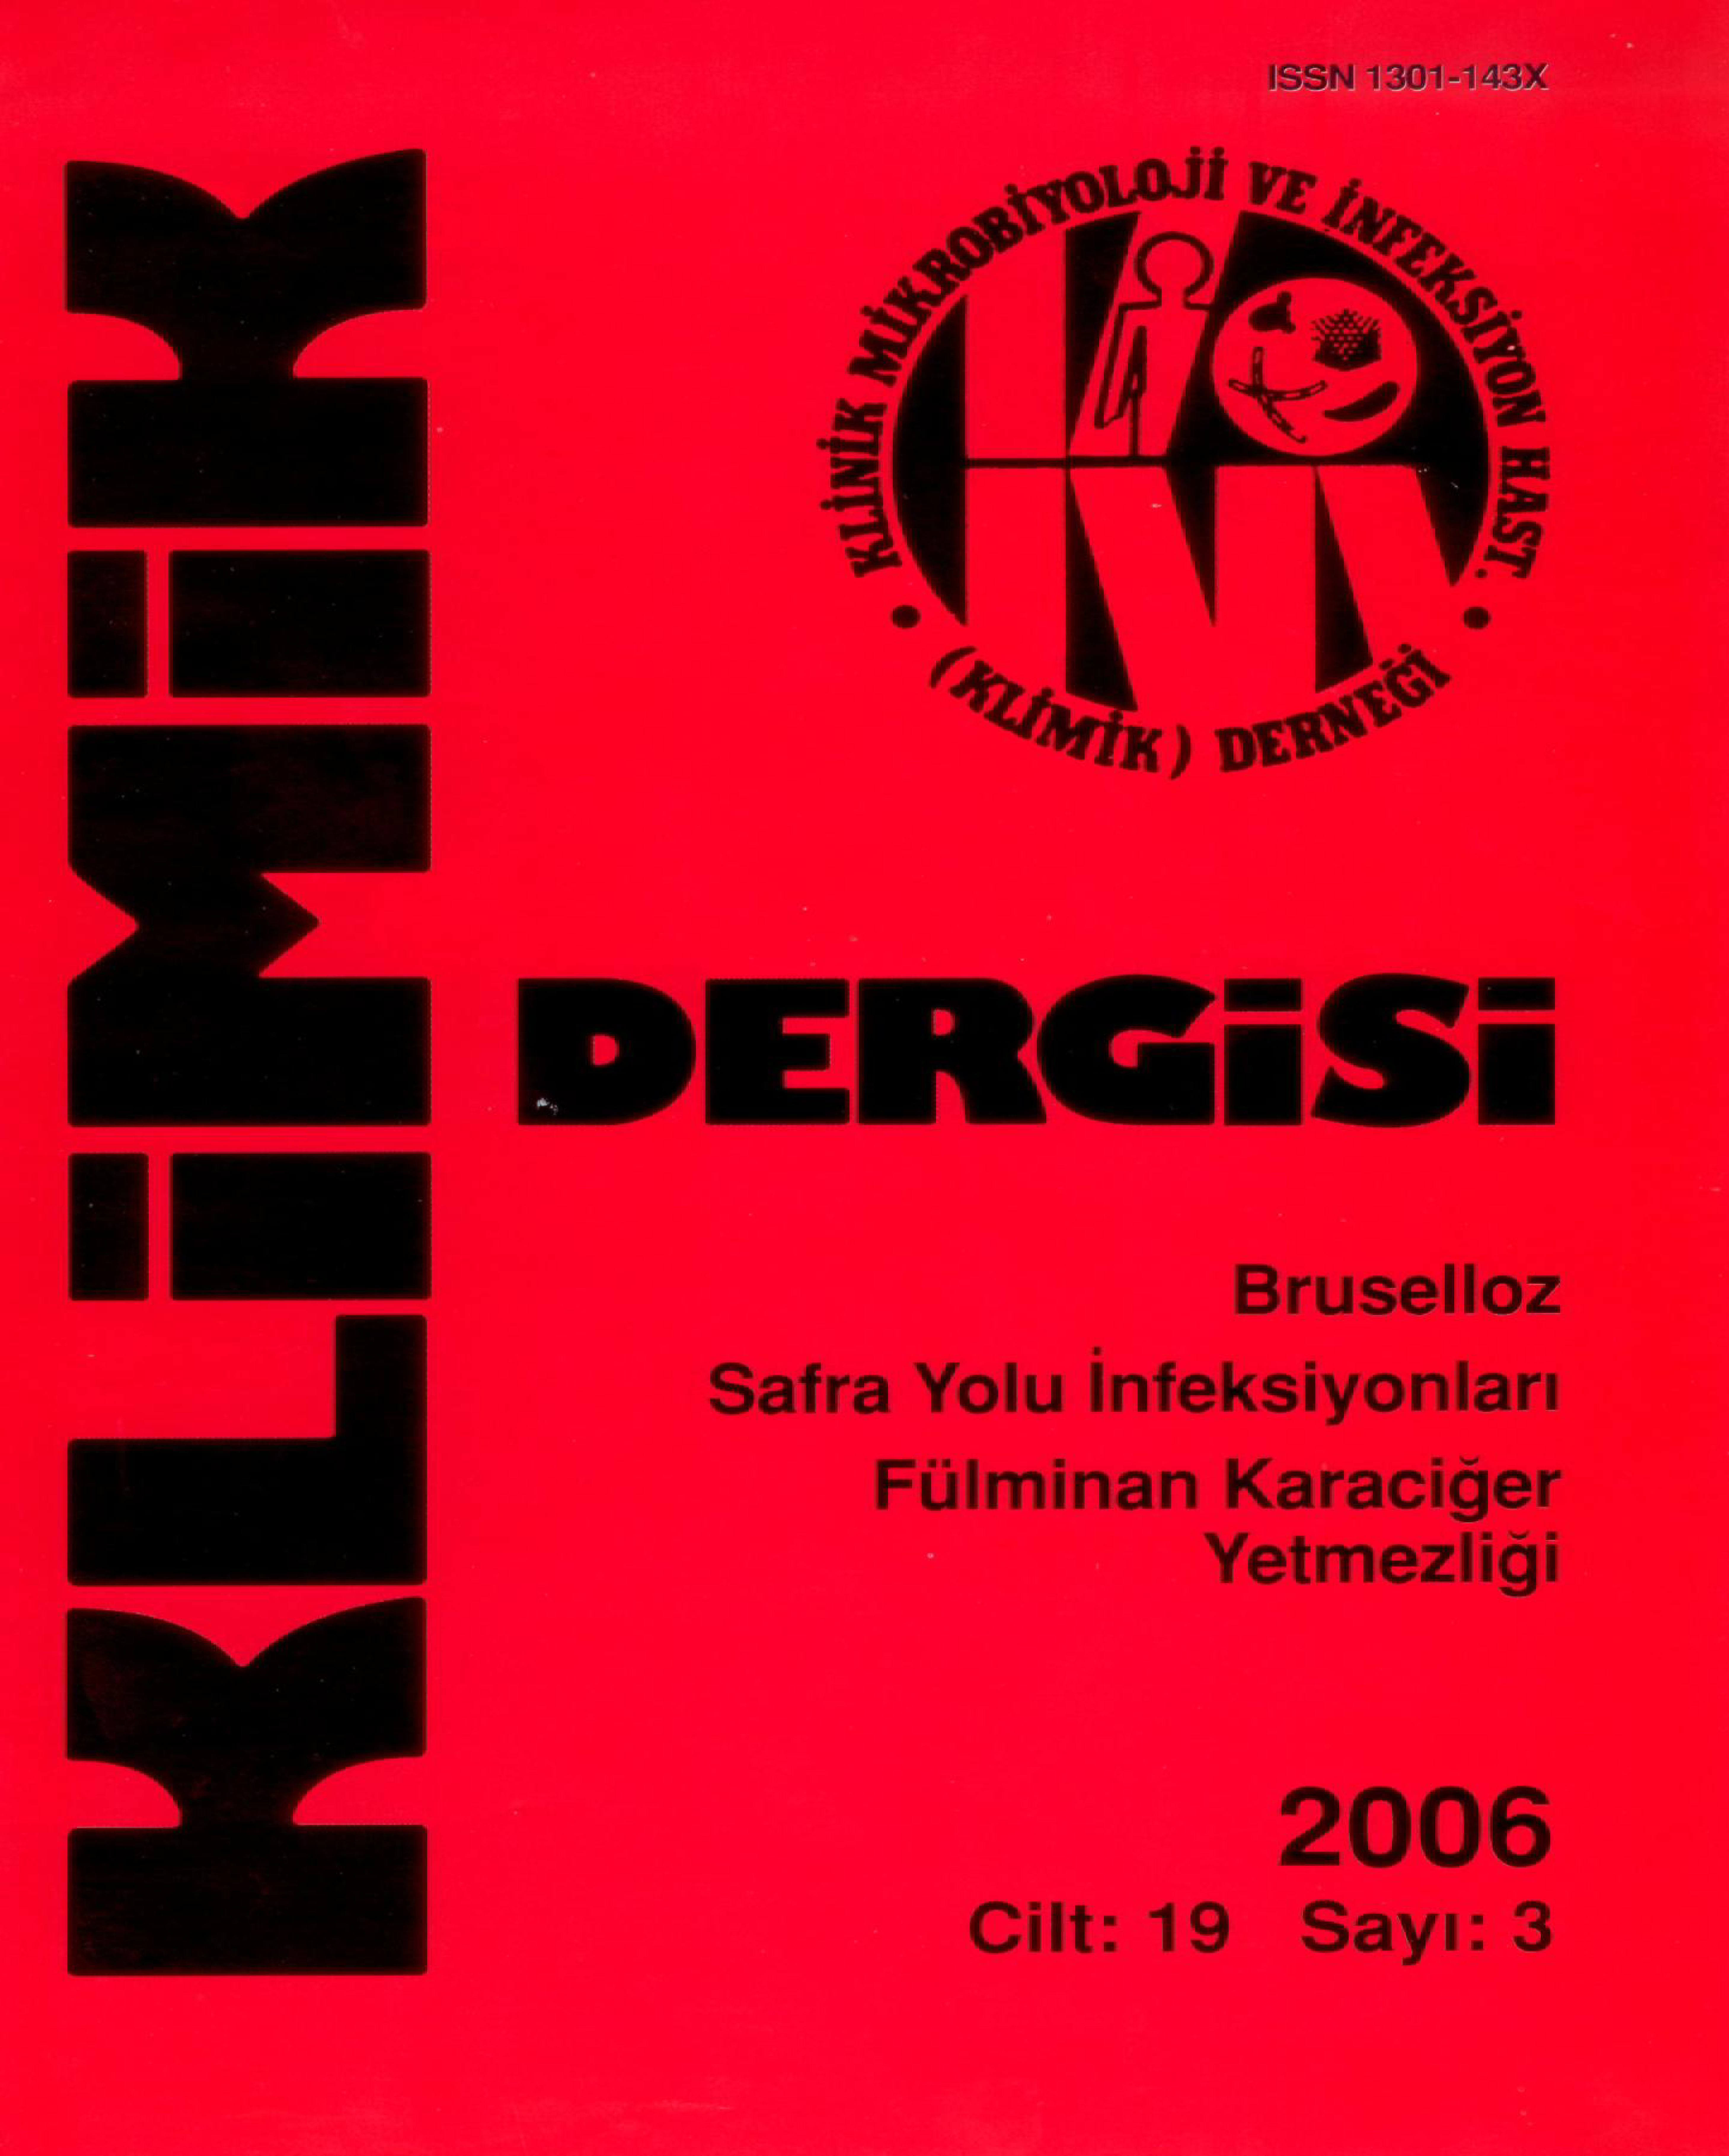 ISSN 1301-143X
KLİNİK MİKROBİYOLOJİ VE İNFEKSİYON HAST.
(KLİMİK) DERNEĞİ
KLİMİK
DERGİSİ
Bruselloz
Safra Yolu İnfeksiyonları
Fülminan Karaciğer
Yetmezliği
2006
Cilt: 19 Sayı: 3